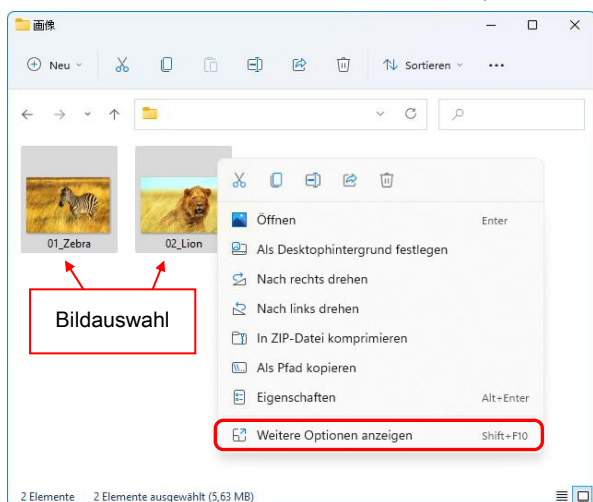 画像
Neu
Sortieren
Öffnen Enter
01_Zebra
02_Lion
Als Desktophintergrund festlegen
Nach rechts drehen
Nach links drehen
Bildauswahl
In ZIP-Datei komprimieren
Als Pfad kopieren
Eigenschaften Alt+Enter
Weitere Optionen anzeigen Shift+F10
2 Elemente 2 Elemente ausgewählt (5,63 MB)